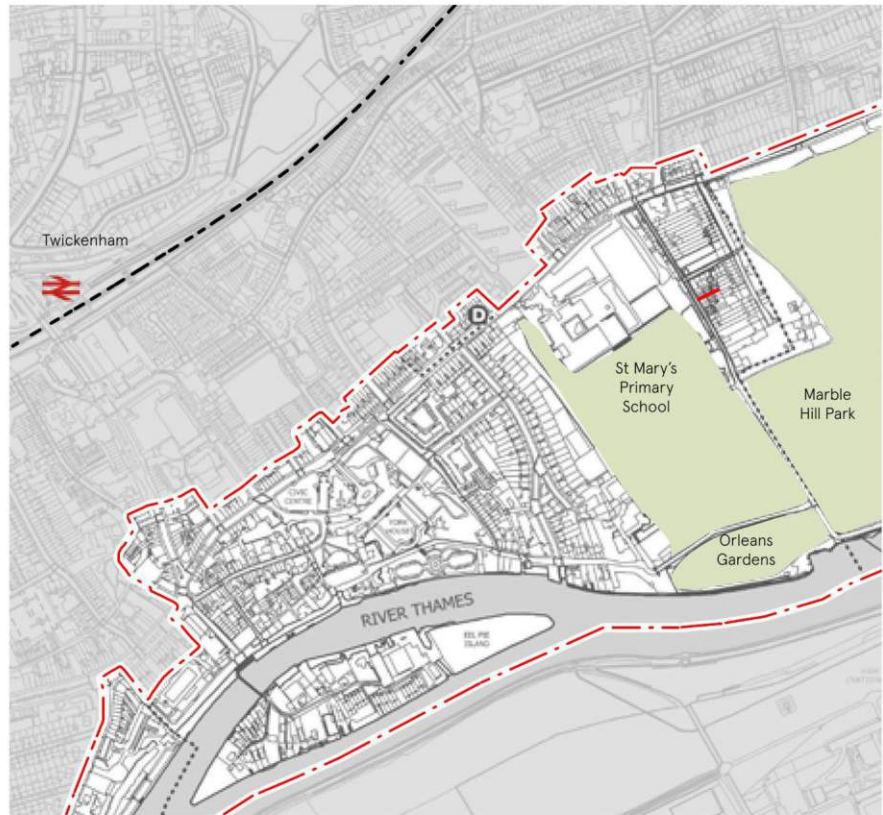 Twickenham
D
St Mary's
Primary
School
Marble
Hill Park
CIVIC
CENTRE
YORK
HOUSE
Orleans
Gardens
RIVER THAMES
EEL PIE
ISLAND